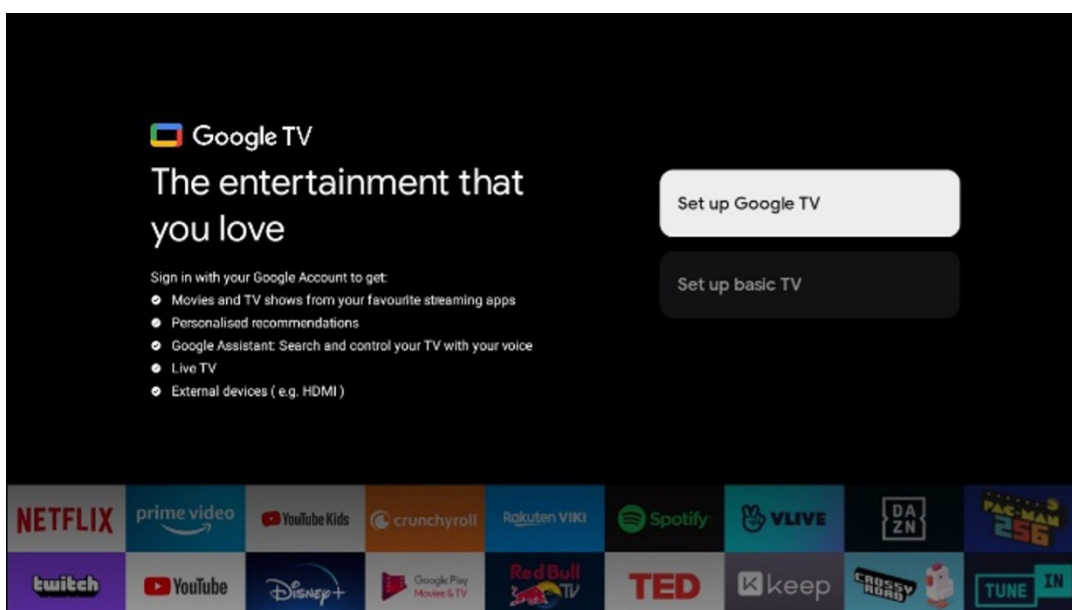 Google TV
The entertainment that
you love
Sign in with your Google Account to get:
Movies and TV shows from your favourite streaming apps
Personalised recommendations
Google Assistant: Search and control your TV with your voice
Live TV
External devices ( e.g. HDMI )
Set up Google TV
Set up basic TV
NETFLIX prime video YouTube Kids crunchyroll Rakuten VIKI Spotify VLIVE DAZN PAC-MAN 256
twitch YouTube Disney+ Google Play Movies & TV Red Bull TV TED keep CROSSY ROAD TUNE IN